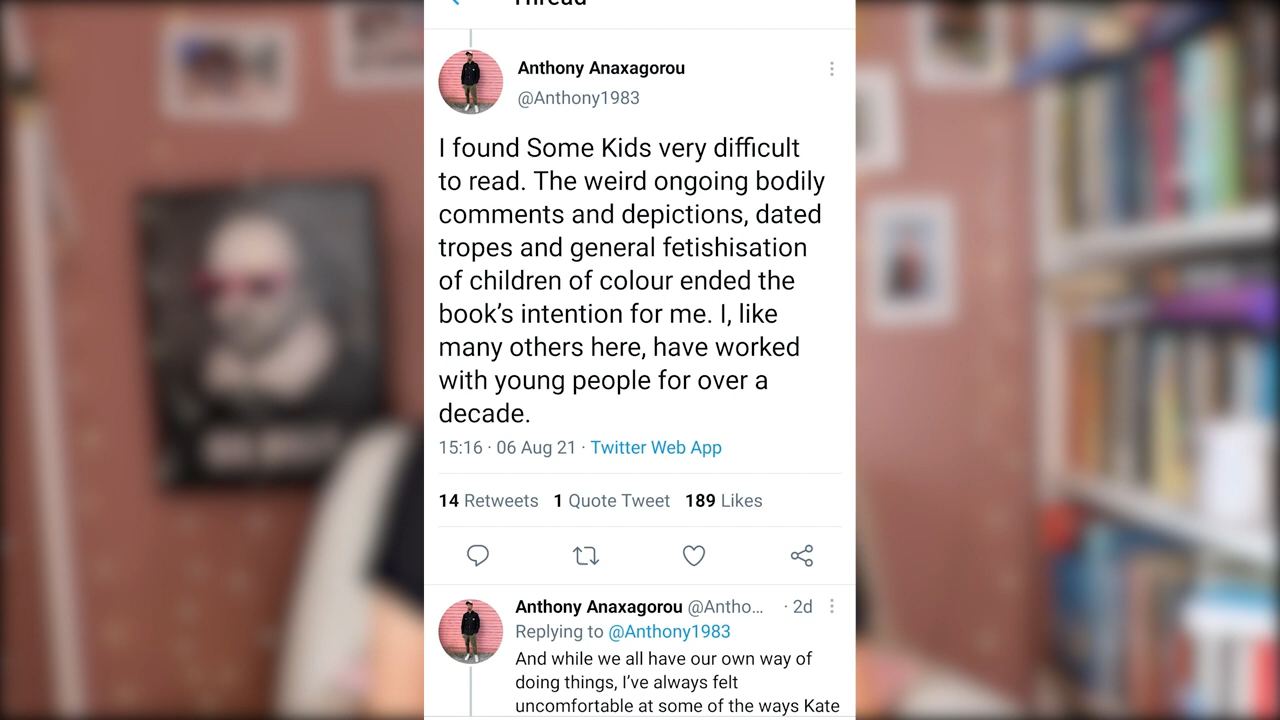 Thread
Anthony Anaxagorou
@Anthony1983
I found Some Kids very difficult
to read. The weird ongoing bodily
comments and depictions, dated
tropes and general fetishisation
of children of colour ended the
book’s intention for me. I, like
many others here, have worked
with young people for over a
decade.
15:16 · 06 Aug 21 · Twitter Web App
14 Retweets 1 Quote Tweet 189 Likes
Anthony Anaxagorou @Antho... · 2d
Replying to @Anthony1983
And while we all have our own way of
doing things, I’ve always felt
uncomfortable at some of the ways Kate